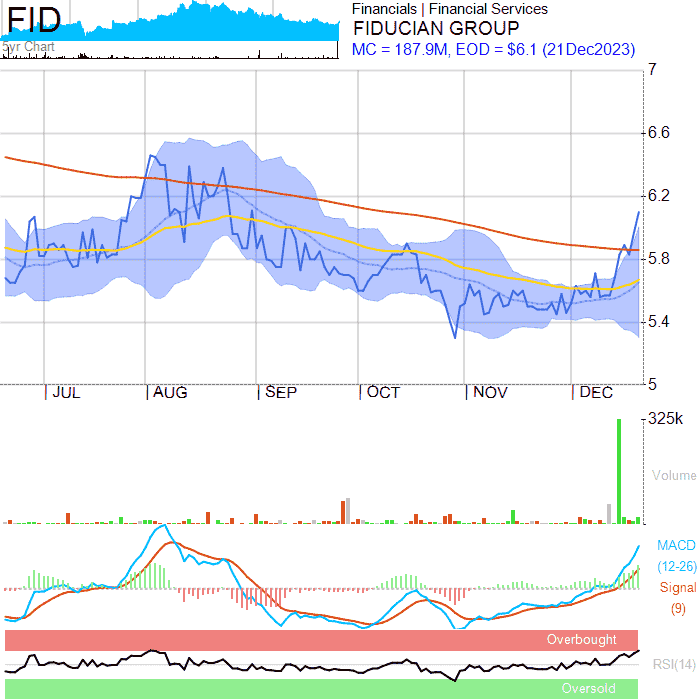 FID
5yr Chart
Financials | Financial Services
FIDUCIAN GROUP
MC = 187.9M, EOD = $6.1 (21Dec2023)
7
6.6
6.2
5.8
5.4
5
JUL AUG SEP OCT NOV DEC
325k
Volume
MACD
(12-26)
Signal
(9)
Overbought
RSI(14)
Oversold